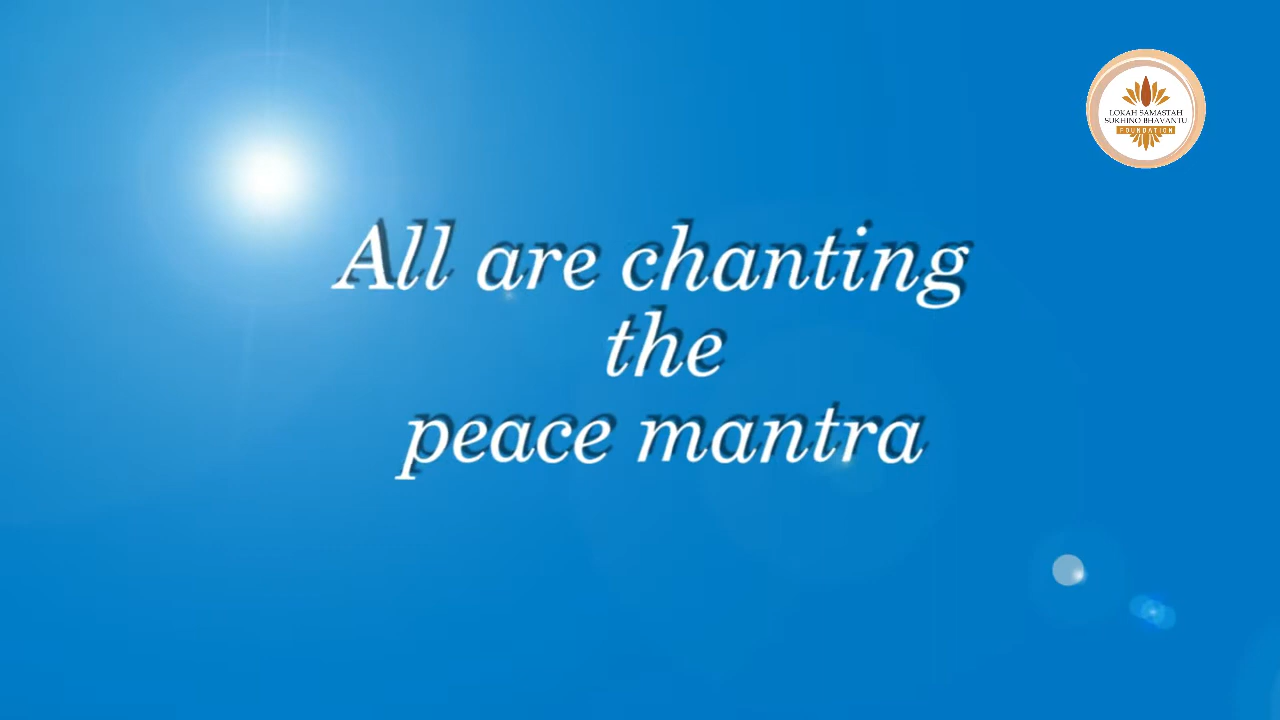 LOKAH SAMASTAH
SUKHINO BHAVANTU
FOUNDATION
All are chanting
the
peace mantra